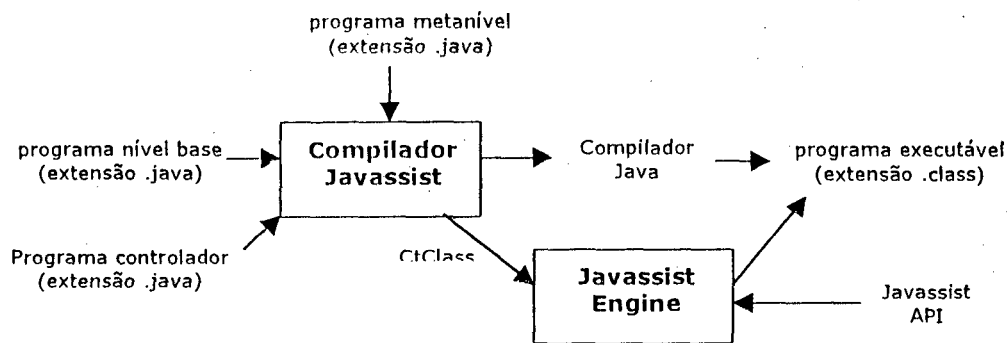 programa metanível
(extensão .java)
programa nível base
(extensão .java)
Compilador
Javassist
Compilador
Java
programa executável
(extensão .class)
Programa controlador
(extensão .java)
CtClass
Javassist
Engine
Javassist
API